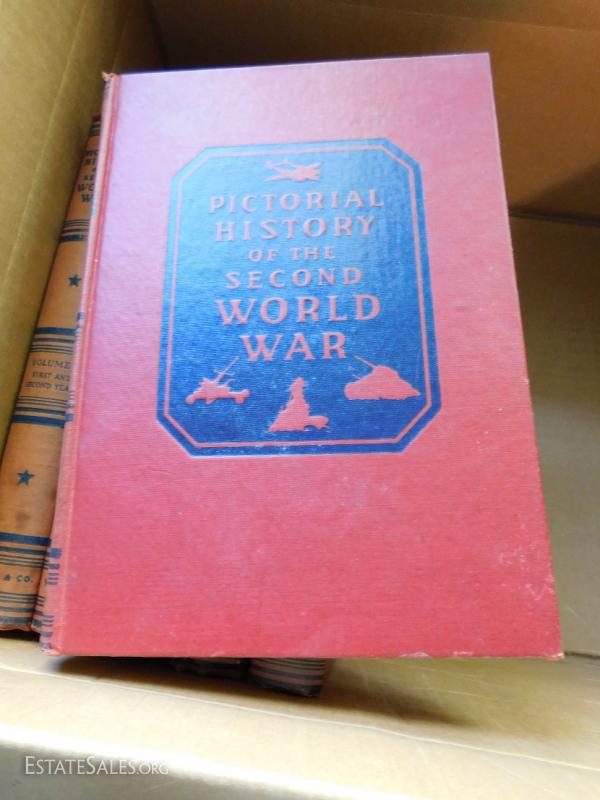 PICTORIAL
HISTORY
OF THE
SECOND
WORLD
WAR
VOLUME
FIRST AND
SECOND YEA
& CO.
ESTATESALES.ORG